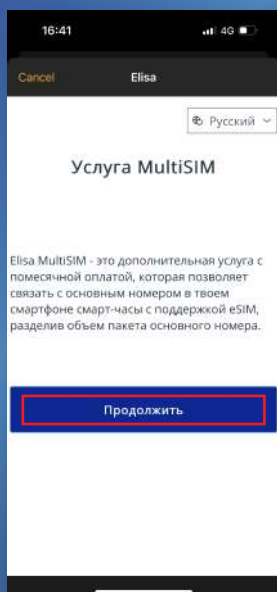 16:41
4G
Cancel
Elisa
Русский
Услуга MultiSIM
Elisa MultiSIM - это дополнительная услуга с
помесячной оплатой, которая позволяет
связать с основным номером в твоем
смартфоне смарт-часы с поддержкой eSIM,
разделив объем пакета основного номера.
Продолжить